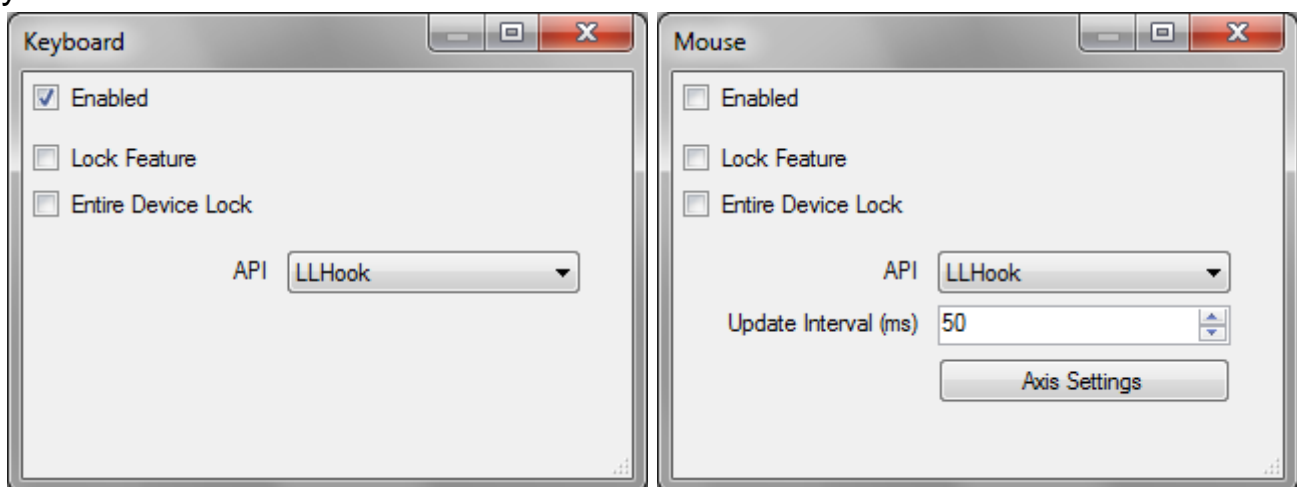 y
Keyboard
Enabled
Lock Feature
Entire Device Lock
API LLHook
Mouse
Enabled
Lock Feature
Entire Device Lock
API LLHook
Update Interval (ms) 50
Axis Settings